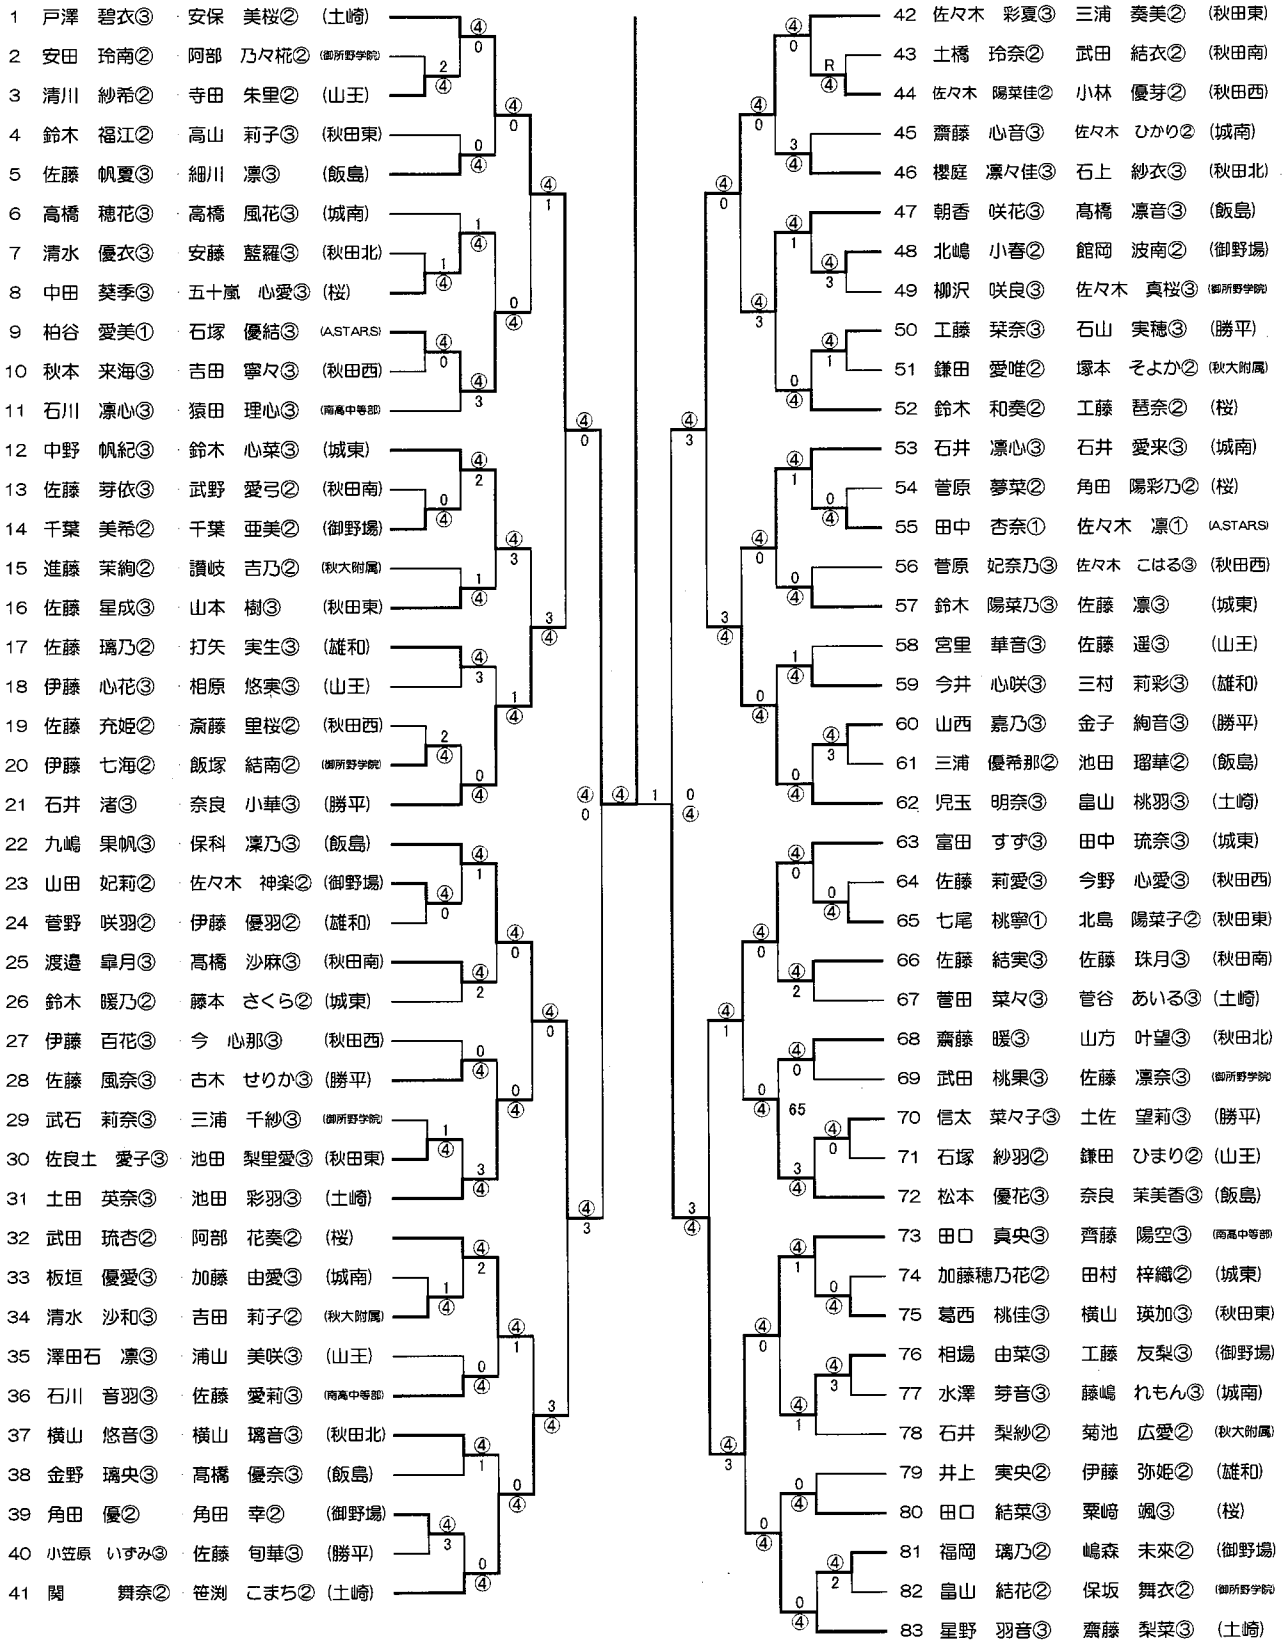 1 戸澤 碧衣③ 安保 美桜② (土崎)
2 安田 玲南② 阿部 乃々椛② (御所野学院)
3 清川 紗希② 寺田 朱里② (山王)
4 鈴木 福江② 高山 莉子③ (秋田東)
5 佐藤 帆夏③ 細川 凛③ (飯島)
6 高橋 穂花③ 高橋 風花③ (城南)
7 清水 優衣③ 安藤 藍羅③ (秋田北)
8 中田 葵季③ 五十嵐 心愛③ (桜)
9 柏谷 愛美① 石塚 優結③ (A.STARS)
10 秋本 来海③ 吉田 寧々③ (秋田西)
11 石川 凛心③ 猿田 理心③ (南高中等部)
12 中野 帆紀③ 鈴木 心菜③ (城東)
13 佐藤 芽依③ 武野 愛弓② (秋田南)
14 千葉 美希② 千葉 亜美② (御野場)
15 進藤 茉絢② 讃岐 吉乃② (秋大附属)
16 佐藤 星成③ 山本 樹③ (秋田東)
17 佐藤 璃乃② 打矢 実生③ (雄和)
18 伊藤 心花③ 相原 悠実③ (山王)
19 佐藤 充姫② 斎藤 里桜② (秋田西)
20 伊藤 七海② 飯塚 結南② (御所野学院)
21 石井 渚③ 奈良 小華③ (勝平)
22 九嶋 果帆③ 保科 凜乃③ (飯島)
23 山田 妃莉② 佐々木 神楽② (御野場)
24 菅野 咲羽② 伊藤 優羽② (雄和)
25 渡邉 皐月③ 髙橋 沙麻③ (秋田南)
26 鈴木 暖乃② 藤本 さくら② (城東)
27 伊藤 百花③ 今 心那③ (秋田西)
28 佐藤 風奈③ 古木 せりか③ (勝平)
29 武石 莉奈③ 三浦 千紗③ (御所野学院)
30 佐良土 愛子③ 池田 梨里愛③ (秋田東)
31 土田 英奈③ 池田 彩羽③ (土崎)
32 武田 琉杏② 阿部 花奏② (桜)
33 板垣 優愛③ 加藤 由愛③ (城南)
34 清水 沙和③ 吉田 莉子② (秋大附属)
35 澤田石 凛③ 浦山 美咲③ (山王)
36 石川 音羽③ 佐藤 愛莉③ (南高中等部)
37 横山 悠音③ 横山 璃音③ (秋田北)
38 金野 璃央③ 髙橋 優奈③ (飯島)
39 角田 優② 角田 幸② (御野場)
40 小笠原 いずみ③ 佐藤 旬華③ (勝平)
41 関 舞奈② 笹渕 こまち② (土崎)
④ 0 ④ 1 0 ④
42 佐々木 彩夏③ 三浦 奏美② (秋田東)
43 土橋 玲奈② 武田 結衣② (秋田南)
44 佐々木 陽菜佳② 小林 優芽② (秋田西)
45 齋藤 心音③ 佐々木 ひかり② (城南)
46 櫻庭 凛々佳③ 石上 紗衣③ (秋田北)
47 朝香 咲花③ 髙橋 凛音③ (飯島)
48 北嶋 小春② 館岡 波南② (御野場)
49 柳沢 咲良③ 佐々木 真桜③ (御所野学院)
50 工藤 栞奈③ 石山 実穂③ (勝平)
51 鎌田 愛唯② 塚本 そよか② (秋大附属)
52 鈴木 和奏② 工藤 琶奈② (桜)
53 石井 凛心③ 石井 愛来③ (城南)
54 菅原 夢菜② 角田 陽彩乃② (桜)
55 田中 杏奈① 佐々木 凛① (A.STARS)
56 菅原 妃奈乃③ 佐々木 こはる③ (秋田西)
57 鈴木 陽菜乃③ 佐藤 凛③ (城東)
58 宮里 華音③ 佐藤 遥③ (山王)
59 今井 心咲③ 三村 莉彩③ (雄和)
60 山西 嘉乃③ 金子 絢音③ (勝平)
61 三浦 優希那② 池田 瑠華② (飯島)
62 児玉 明奈③ 畠山 桃羽③ (土崎)
63 富田 すず③ 田中 琉奈③ (城東)
64 佐藤 莉愛③ 今野 心愛③ (秋田西)
65 七尾 桃寧① 北島 陽菜子② (秋田東)
66 佐藤 結実③ 佐藤 珠月③ (秋田南)
67 菅田 菜々③ 菅谷 あいる③ (土崎)
68 齋藤 暖③ 山方 叶望③ (秋田北)
69 武田 桃果③ 佐藤 凛奈③ (御所野学院)
65
70 信太 菜々子③ 土佐 望莉③ (勝平)
71 石塚 紗羽② 鎌田 ひまり② (山王)
72 松本 優花③ 奈良 茉美香③ (飯島)
73 田口 真央③ 齊藤 陽空③ (南高中等部)
74 加藤穂乃花② 田村 梓織② (城東)
75 葛西 桃佳③ 横山 瑛加③ (秋田東)
76 相場 由菜③ 工藤 友梨③ (御野場)
77 水澤 芽音③ 藤嶋 れもん③ (城南)
78 石井 梨紗② 菊池 広愛② (秋大附属)
79 井上 実央② 伊藤 弥姫② (雄和)
80 田口 結菜③ 粟﨑 颯③ (桜)
81 福岡 璃乃② 嶋森 未來② (御野場)
82 畠山 結花② 保坂 舞衣② (御所野学院)
83 星野 羽音③ 齋藤 梨菜③ (土崎)